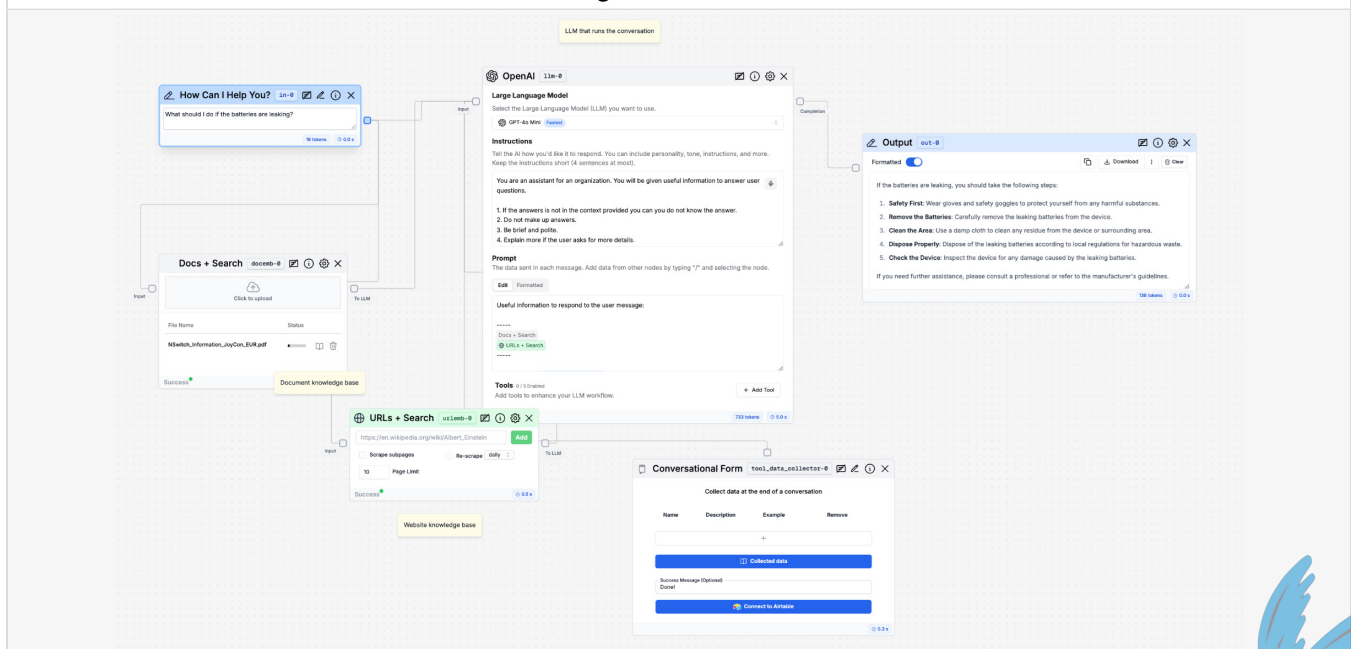 LLM that runs the conversation
How Can I Help You? in-0
What should I do if the batteries are leaking?
16 tokens 0.0 s
OpenAI llm-0
Input
Completion
Large Language Model
Select the Large Language Model (LLM) you want to use.
GPT-4o Mini Fastest
Instructions
Tell the AI how you'd like it to respond. You can include personality, tone, instructions, and more.
Keep the instructions short (4 sentences at most).
You are an assistant for an organization. You will be given useful information to answer user
questions.
1. If the answers is not in the context provided you can you do not know the answer.
2. Do not make up answers.
3. Be brief and polite.
4. Explain more if the user asks for more details.
Prompt
The data sent in each message. Add data from other nodes by typing "/" and selecting the node.
Edit Formatted
Useful information to respond to the user message:
-----
Docs + Search
URLs + Search
-----
Tools 0 / 5 Enabled
Add tools to enhance your LLM workflow.
+ Add Tool
733 tokens 5.0 s
Output out-0
Formatted
Download
Clear
If the batteries are leaking, you should take the following steps:
1. Safety First: Wear gloves and safety goggles to protect yourself from any harmful substances.
2. Remove the Batteries: Carefully remove the leaking batteries from the device.
3. Clean the Area: Use a damp cloth to clean any residue from the device or surrounding area.
4. Dispose Properly: Dispose of the leaking batteries according to local regulations for hazardous waste.
5. Check the Device: Inspect the device for any damage caused by the leaking batteries.
If you need further assistance, please consult a professional or refer to the manufacturer's guidelines.
138 tokens 0.0 s
Docs + Search docemb-0
Input
To LLM
Click to upload
File Name Status
NSwitch_Information_JoyCon_EUR.pdf
Success
Document knowledge base
URLs + Search urlemb-0
Input
To LLM
https://en.wikipedia.org/wiki/Albert_Einstein Add
Scrape subpages Re-scrape daily
10 Page Limit
Success
0.5 s
Website knowledge base
Conversational Form tool_data_collector-0
Collect data at the end of a conversation
Name Description Example Remove
+
Collected data
Success Message (Optional)
Done!
Connect to Airtable
0.3 s